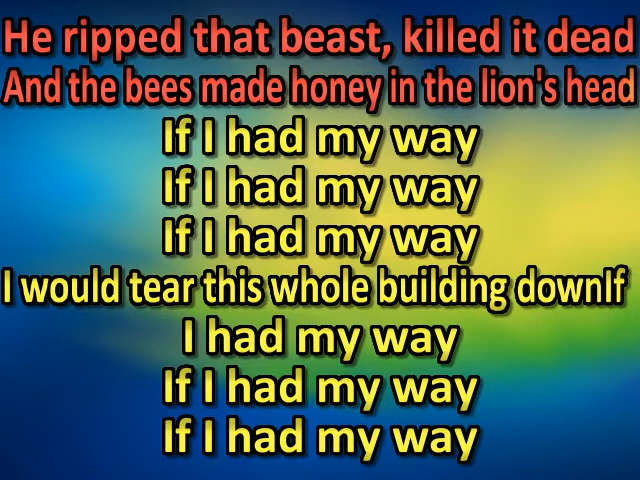 He ripped that beast, killed it dead
And the bees made honey in the lion's head
If I had my way
If I had my way
If I had my way
I would tear this whole building downIf
I had my way
If I had my way
If I had my way